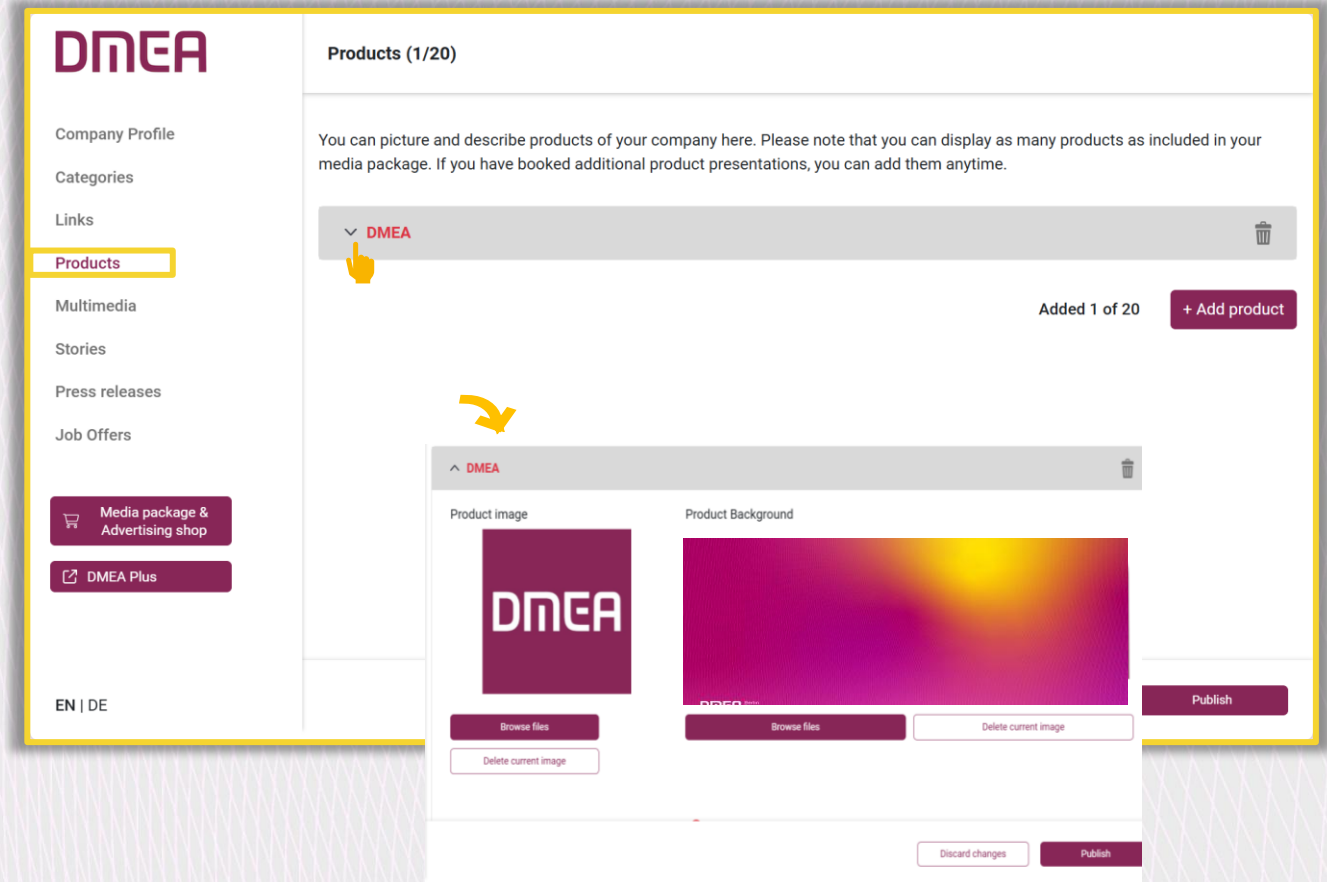 DMEA
Products (1/20)
Company Profile
Categories
Links
Products
Multimedia
Stories
Press releases
Job Offers
Media package &
Advertising shop
DMEA Plus
EN | DE
You can picture and describe products of your company here. Please note that you can display as many products as included in your
media package. If you have booked additional product presentations, you can add them anytime.
DMEA
Added 1 of 20
+ Add product
DMEA
Product image
Product Background
DMEA
Browse files
Delete current image
Browse files
Delete current image
Publish
Discard changes
Publish